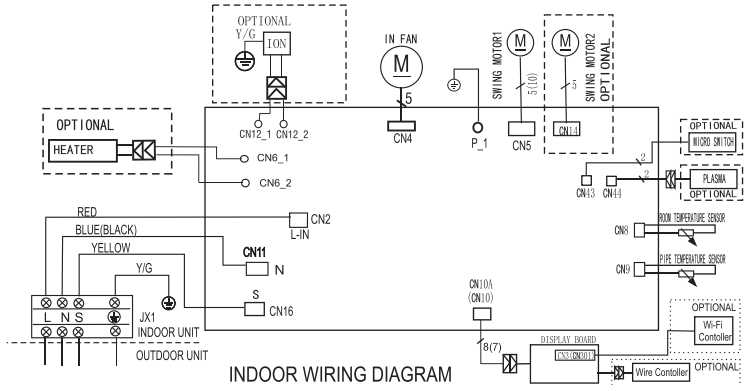 OPTIONAL
Y/G
ION
CN12_1 CN12_2
IN FAN
M
5
CN4
P_1
SWING MOTOR1
M
5(10)
CN5
M
5
SWING MOTOR2
OPTIONAL
CN14
OPTIONAL
HEATER
CN6_1
CN6_2
OPTIONAL
MICRO SWITCH
2
CN43
PLASMA
OPTIONAL
2
CN44
ROOM TEMPERATURE SENSOR
CN8
PIPE TEMPERATURE SENSOR
CN9
RED
CN2
L-IN
BLUE(BLACK)
CN11
N
YELLOW
Y/G
S
CN16
L N S
JX1
INDOOR UNIT
OUTDOOR UNIT
CN10A
(CN10)
8(7)
DISPLAY BOARD
CN3(CN301)
OPTIONAL
Wi-Fi
Contoller
Wire Contoller
OPTIONAL
INDOOR WIRING DIAGRAM